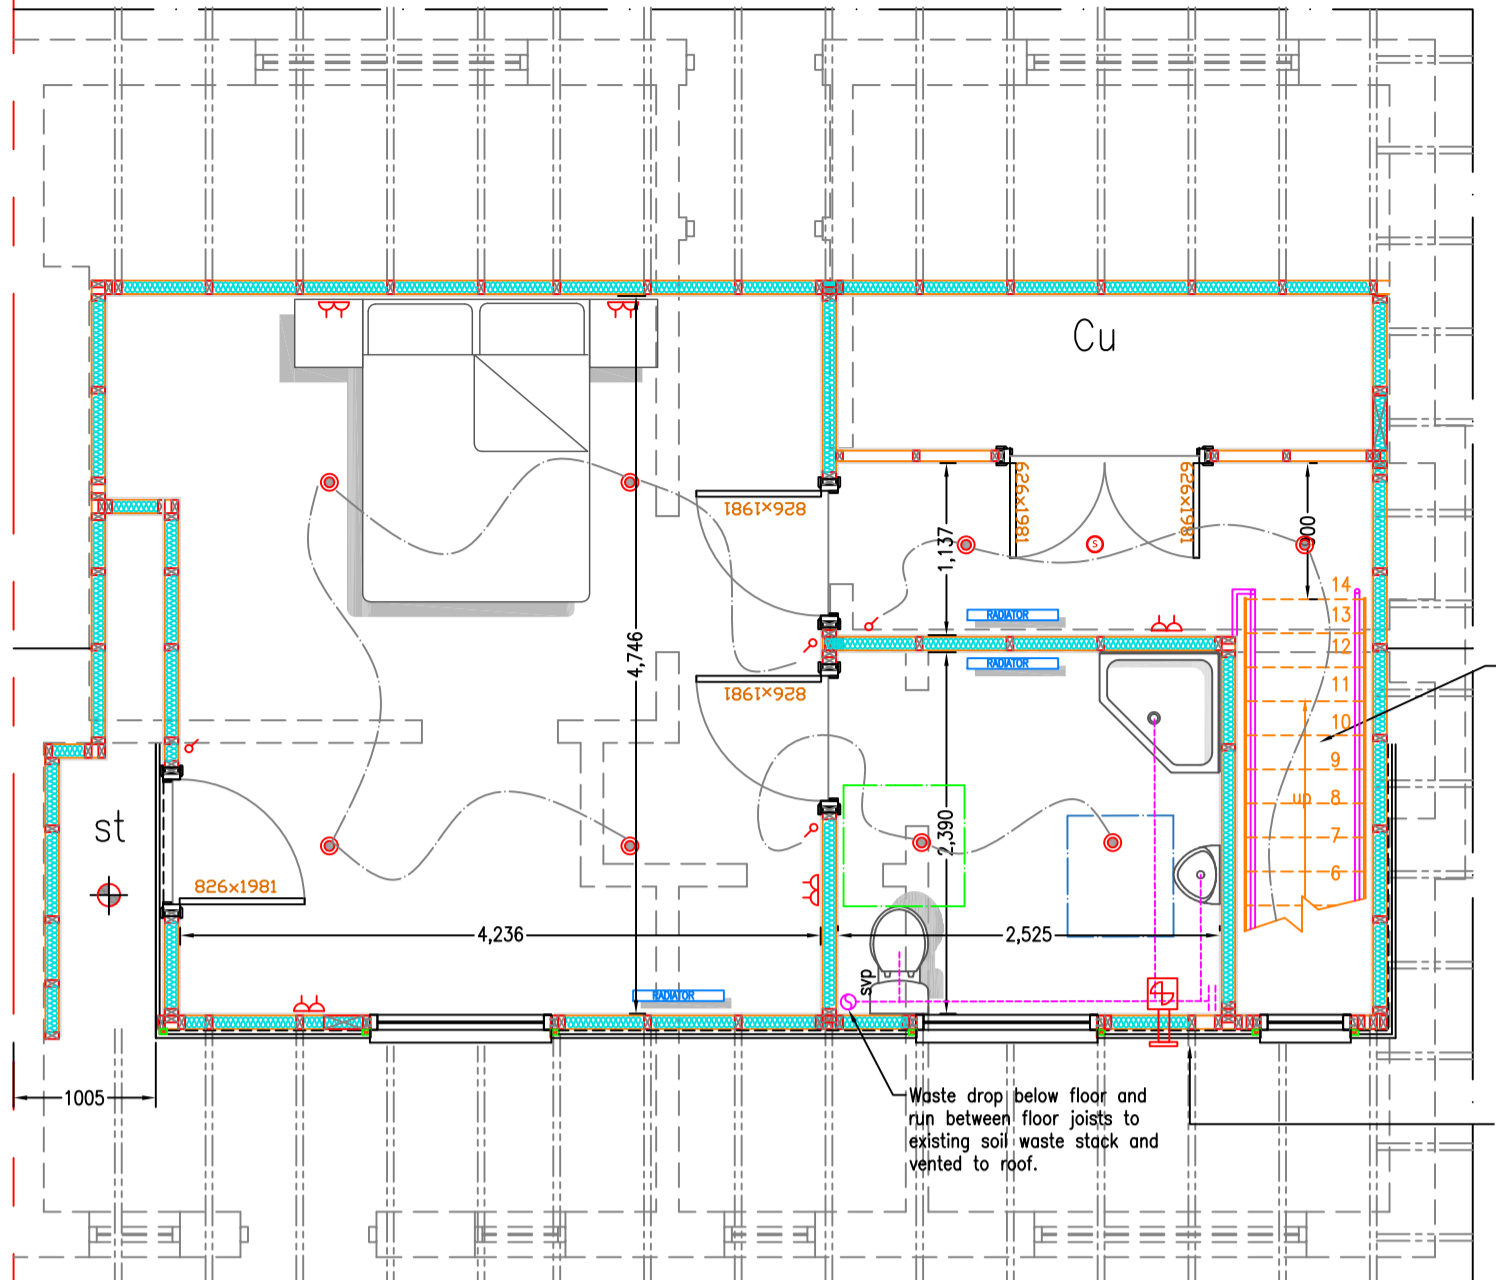 Cu
626x1981
626x1981
826x1981
1,137
900
S
14
13
12
11
10
9
8
7
6
up
RADIATOR
RADIATOR
4,746
826x1981
st
826x1981
2,390
4,236
2,525
svp
RADIATOR
1005
Waste drop below floor and
run between floor joists to
existing soil waste stack and
vented to roof.